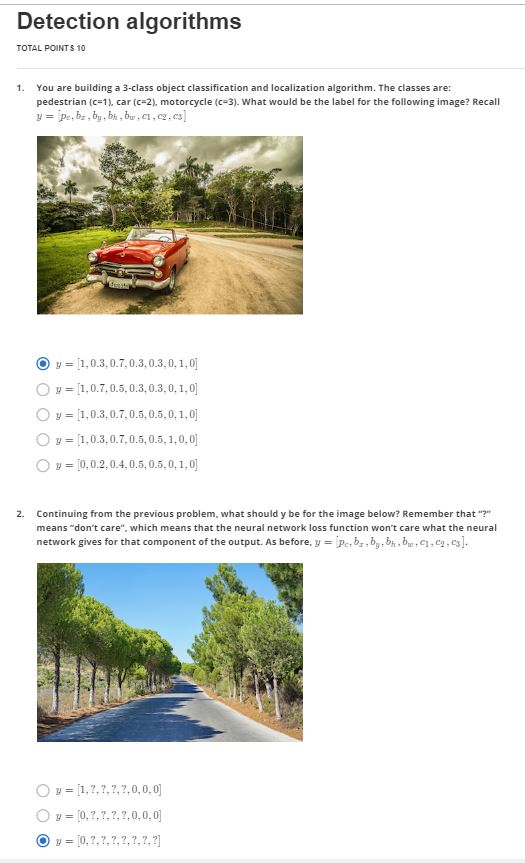 Detection algorithms
TOTAL POINTS 10
1. You are building a 3-class object classification and localization algorithm. The classes are:
pedestrian (c=1), car (c=2), motorcycle (c=3). What would be the label for the following image? Recall
y = [p_c, b_x, b_y, b_h, b_w, c_1, c_2, c_3]
y = [1, 0.3, 0.7, 0.3, 0.3, 0, 1, 0]
y = [1, 0.7, 0.5, 0.3, 0.3, 0, 1, 0]
y = [1, 0.3, 0.7, 0.5, 0.5, 0, 1, 0]
y = [1, 0.3, 0.7, 0.5, 0.5, 1, 0, 0]
y = [0, 0.2, 0.4, 0.5, 0.5, 0, 1, 0]
2. Continuing from the previous problem, what should y be for the image below? Remember that "?"
means "don't care", which means that the neural network loss function won't care what the neural
network gives for that component of the output. As before, y = [p_c, b_x, b_y, b_h, b_w, c_1, c_2, c_3].
y = [1, ?, ?, ?, ?, 0, 0, 0]
y = [0, ?, ?, ?, ?, 0, 0, 0]
y = [0, ?, ?, ?, ?, ?, ?, ?]